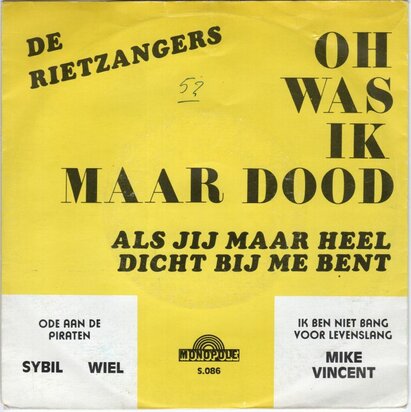 DE
RIETZANGERS
5?
OH
WAS
IK
MAAR DOOD
ALS JIJ MAAR HEEL
DICHT BIJ ME BENT
ODE AAN DE
PIRATEN
SYBIL WIEL
MONOPOLE
S.086
IK BEN NIET BANG
VOOR LEVENSLANG
MIKE
VINCENT